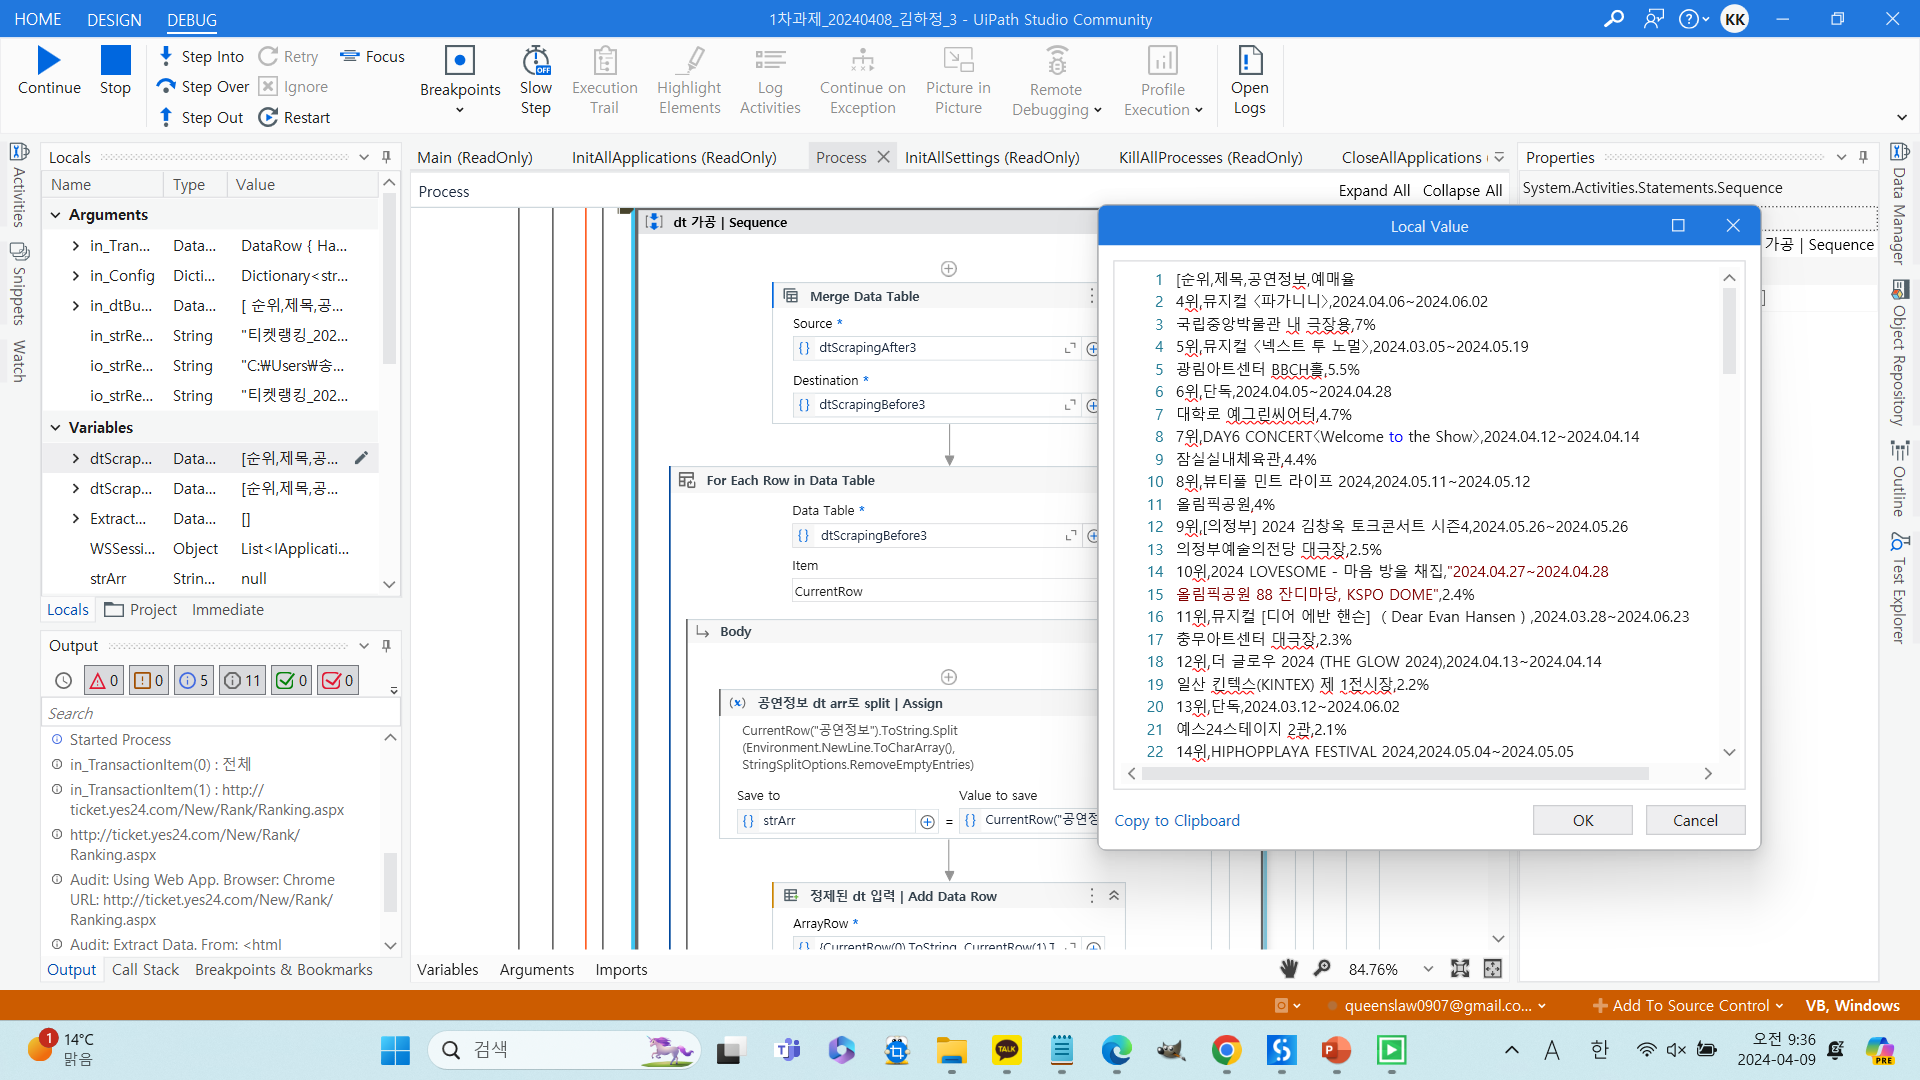 HOME DESIGN DEBUG
1차과제_20240408_김하정_3 - UiPath Studio Community
KK
Continue
Stop
Step Into
Step Over
Step Out
Retry
Ignore
Restart
Focus
Breakpoints
Slow
Step
OFF
Execution
Trail
Highlight
Elements
Log
Activities
Continue on
Exception
Picture in
Picture
Remote
Debugging
Profile
Execution
Open
Logs
Activities
Snippets
Watch
Locals
Name Type Value
Arguments
in_Tran... Data... DataRow { Ha...
in_Config Dicti... Dictionary<str...
in_dtBu... Data... [ 순위,제목,공...
in_strRe... String "티켓랭킹_202...
io_strRe... String "C:₩Users₩송...
io_strRe... String "티켓랭킹_202...
Variables
dtScrap... Data... [순위,제목,공...
dtScrap... Data... [순위,제목,공...
Extract... Data... []
WSSessi... Object List<IApplicati...
strArr Strin... null
Locals Project Immediate
Output
0 0 5 11 0 0
Search
Started Process
in_TransactionItem(0) : 전체
in_TransactionItem(1) : http://
ticket.yes24.com/New/Rank/Ranking.aspx
http://ticket.yes24.com/New/Rank/
Ranking.aspx
Audit: Using Web App. Browser: Chrome
URL: http://ticket.yes24.com/New/Rank/
Ranking.aspx
Audit: Extract Data. From: <html
Output Call Stack Breakpoints & Bookmarks
Main (ReadOnly) InitAllApplications (ReadOnly) Process InitAllSettings (ReadOnly) KillAllProcesses (ReadOnly) CloseAllApplications
Process
Expand All Collapse All
dt 가공 | Sequence
Merge Data Table
Source *
dtScrapingAfter3
Destination *
dtScrapingBefore3
For Each Row in Data Table
Data Table *
dtScrapingBefore3
Item
CurrentRow
Body
공연정보 dt arr로 split | Assign
CurrentRow("공연정보").ToString.Split
(Environment.NewLine.ToCharArray(),
StringSplitOptions.RemoveEmptyEntries)
Save to Value to save
strArr = CurrentRow("공연정
정제된 dt 입력 | Add Data Row
ArrayRow *
{CurrentRow(0).ToString, CurrentRow(1).T
Variables Arguments Imports
84.76%
Properties
System.Activities.Statements.Sequence
가공 | Sequence
]
Data Manager
Object Repository
Outline
Test Explorer
Local Value
1 [순위,제목,공연정보,예매율
2 4위,뮤지컬 〈파가니니〉,2024.04.06~2024.06.02
3 국립중앙박물관 내 극장용,7%
4 5위,뮤지컬 〈넥스트 투 노멀〉,2024.03.05~2024.05.19
5 광림아트센터 BBCH홀,5.5%
6 6위,단독,2024.04.05~2024.04.28
7 대학로 예그린씨어터,4.7%
8 7위,DAY6 CONCERT〈Welcome to the Show〉,2024.04.12~2024.04.14
9 잠실실내체육관,4.4%
10 8위,뷰티풀 민트 라이프 2024,2024.05.11~2024.05.12
11 올림픽공원,4%
12 9위,[의정부] 2024 김창옥 토크콘서트 시즌4,2024.05.26~2024.05.26
13 의정부예술의전당 대극장,2.5%
14 10위,2024 LOVESOME - 마음 방울 채집,"2024.04.27~2024.04.28
15 올림픽공원 88 잔디마당, KSPO DOME",2.4%
16 11위,뮤지컬 [디어 에반 핸슨] （Dear Evan Hansen）,2024.03.28~2024.06.23
17 충무아트센터 대극장,2.3%
18 12위,더 글로우 2024 (THE GLOW 2024),2024.04.13~2024.04.14
19 일산 킨텍스(KINTEX) 제 1전시장,2.2%
20 13위,단독,2024.03.12~2024.06.02
21 예스24스테이지 2관,2.1%
22 14위,HIPHOPPLAYA FESTIVAL 2024,2024.05.04~2024.05.05
Copy to Clipboard
OK
Cancel
queenslaw0907@gmail.co...
Add To Source Control
VB, Windows
1
14°C
맑음
검색
TALK
A
한
오전 9:36
2024-04-09
PRE